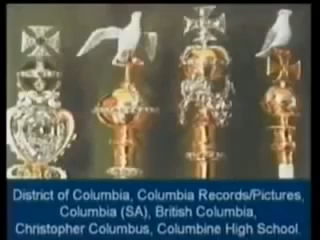 District of Columbia, Columbia Records/Pictures,
Columbia (SA), British Columbia,
Christopher Columbus, Columbine High School.